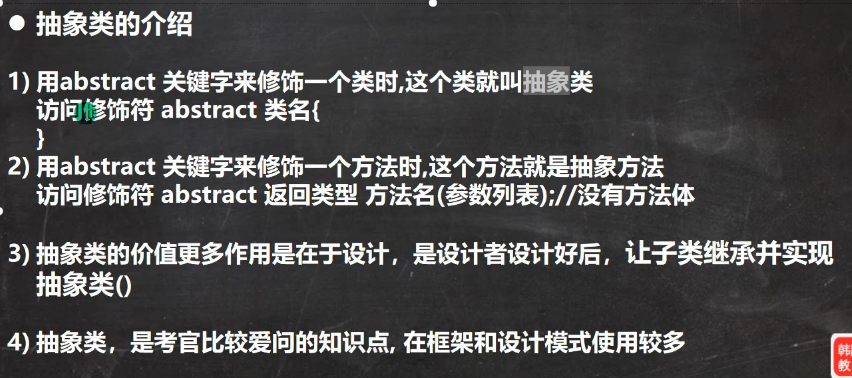 ● 抽象类的介绍
1) 用abstract 关键字来修饰一个类时,这个类就叫抽象类
访问修饰符 abstract 类名{
}
2) 用abstract 关键字来修饰一个方法时,这个方法就是抽象方法
访问修饰符 abstract 返回类型 方法名(参数列表);//没有方法体
3) 抽象类的价值更多作用是在于设计，是设计者设计好后，让子类继承并实现
抽象类()
4) 抽象类，是考官比较爱问的知识点, 在框架和设计模式使用较多
韩
教